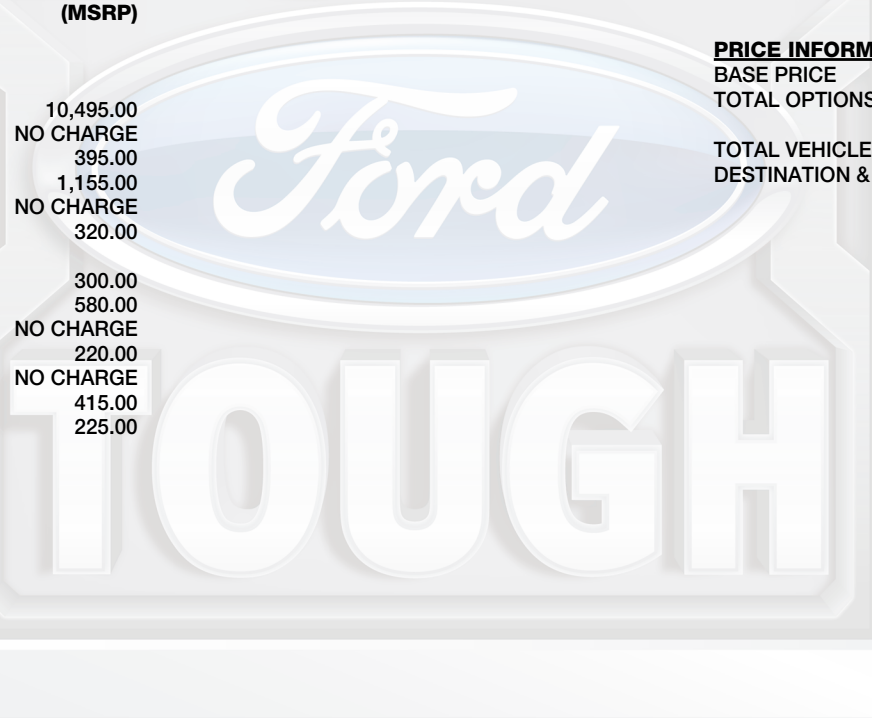 (MSRP)
10,495.00
NO CHARGE
395.00
1,155.00
NO CHARGE
320.00
300.00
580.00
NO CHARGE
220.00
NO CHARGE
415.00
225.00
PRICE INFORM
BASE PRICE
TOTAL OPTIONS
TOTAL VEHICLE
DESTINATION &
Ford
TOUGH